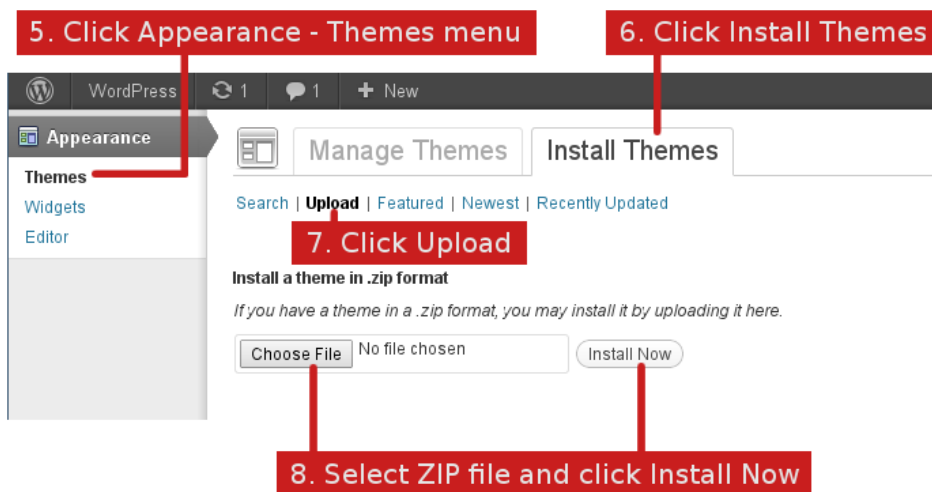 5. Click Appearance - Themes menu
6. Click Install Themes
WordPress 1 1 + New
Appearance
Manage Themes
Install Themes
Themes
Widgets
Editor
Search | Upload | Featured | Newest | Recently Updated
7. Click Upload
Install a theme in .zip format
If you have a theme in a .zip format, you may install it by uploading it here.
Choose File No file chosen
Install Now
8. Select ZIP file and click Install Now